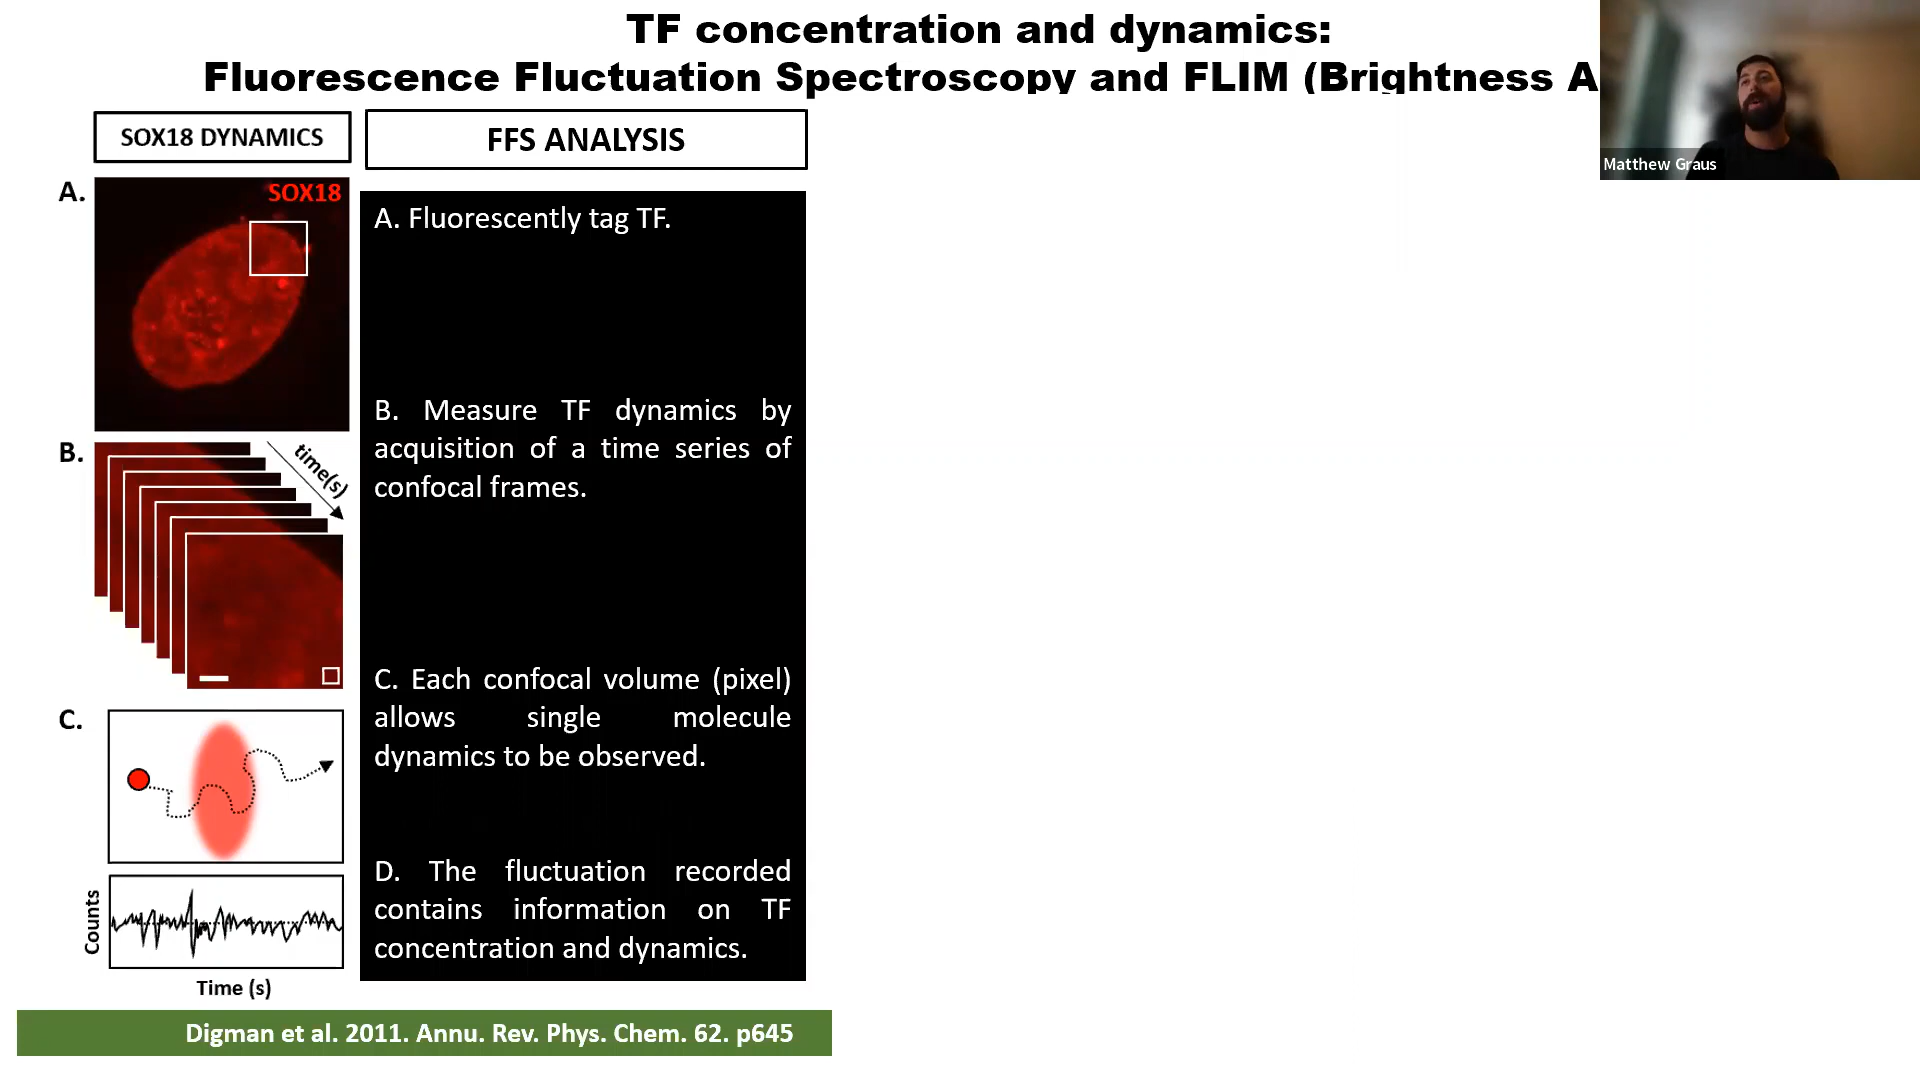 TF concentration and dynamics:
Fluorescence Fluctuation Spectroscopy and FLIM (Brightness A
Matthew Graus
SOX18 DYNAMICS
FFS ANALYSIS
A.
SOX18
A. Fluorescently tag TF.
B.
time(s)
B. Measure TF dynamics by
acquisition of a time series of
confocal frames.
C.
C. Each confocal volume (pixel)
allows single molecule
dynamics to be observed.
Counts
Time (s)
D. The fluctuation recorded
contains information on TF
concentration and dynamics.
Digman et al. 2011. Annu. Rev. Phys. Chem. 62. p645